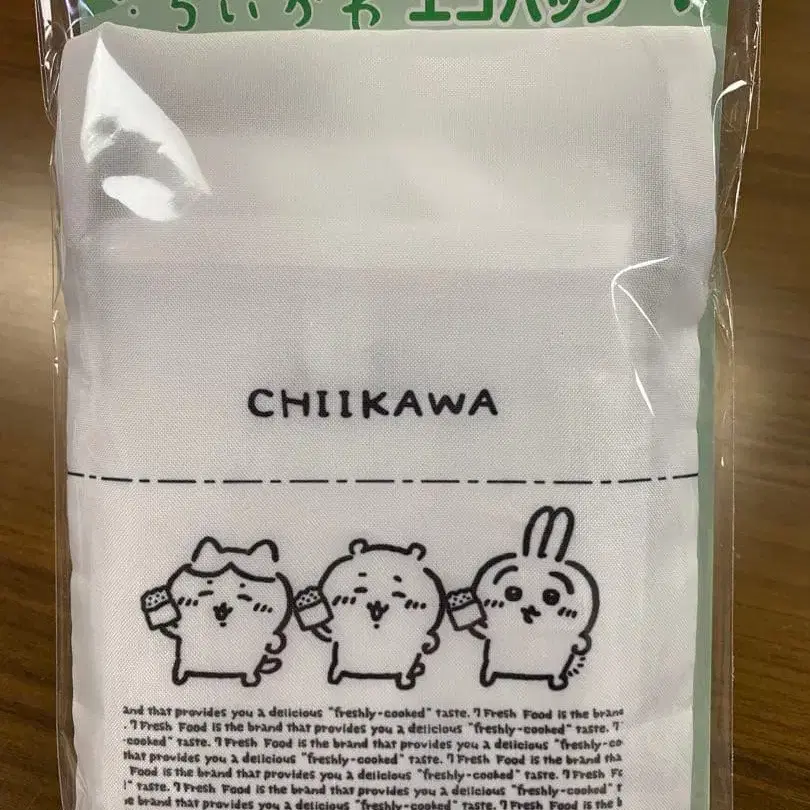 ちいかわ エコバッグ
CHIIKAWA
and that provides you a delicious "freshly-cooked" taste. 7 Fresh Food is the brand
. 7 Fresh Food is the brand that provides you a delicious "freshly-cooked" taste. 7
-cooked" taste. 7 Fresh Food is the brand that provides you a delicious "freshly-co
that provides you a delicious "freshly-cooked" taste. 7 Fresh Food is the brand tha
Food is the brand that provides you a delicious "freshly-cooked" taste. 7 Fresh Fo
" taste. 7 Fresh Food is the brand that provides you a delicious "freshly-cooked" t
he brand that provides you a delicious "freshly-cooked" taste. 7 Fresh Food is the b